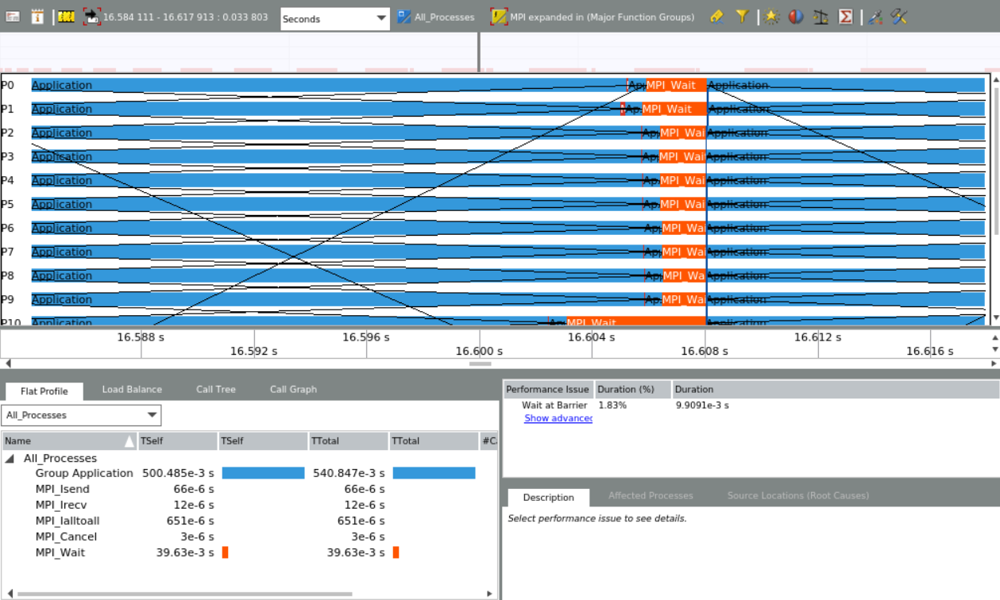 16.584 111 - 16.617 913 : 0.033 803 Seconds All_Processes MPI expanded in (Major Function Groups)
P0 Application Ap MPI_Wait Application
P1 Application Ap. MPI_Wait Application
P2 Application Ap. MPI_Wai Application
P3 Application Ap. MPI_Wai Application
P4 Application Ap. MPI_Wai Application
P5 Application Ap. MPI_Wai Application
P6 Application Ap. MPI_Wa Application
P7 Application Ap. MPI_Wa Application
P8 Application Ap. MPI_Wa Application
P9 Application Ap. MPI_Wa Application
P10 Application Ap. MPI_Wait Application
16.588 s 16.596 s 16.604 s 16.612 s
16.592 s 16.600 s 16.608 s 16.616 s
Flat Profile Load Balance Call Tree Call Graph
All_Processes
Name TSelf TSelf TTotal TTotal #C
All_Processes
Group Application 500.485e-3 s 540.847e-3 s
MPI_Isend 66e-6 s 66e-6 s
MPI_Irecv 12e-6 s 12e-6 s
MPI_Ialltoall 651e-6 s 651e-6 s
MPI_Cancel 3e-6 s 3e-6 s
MPI_Wait 39.63e-3 s 39.63e-3 s
Performance Issue Duration (%) Duration
Wait at Barrier 1.83% 9.9091e-3 s
Show advanced
Description Affected Processes Source Locations (Root Causes)
Select performance issue to see details.